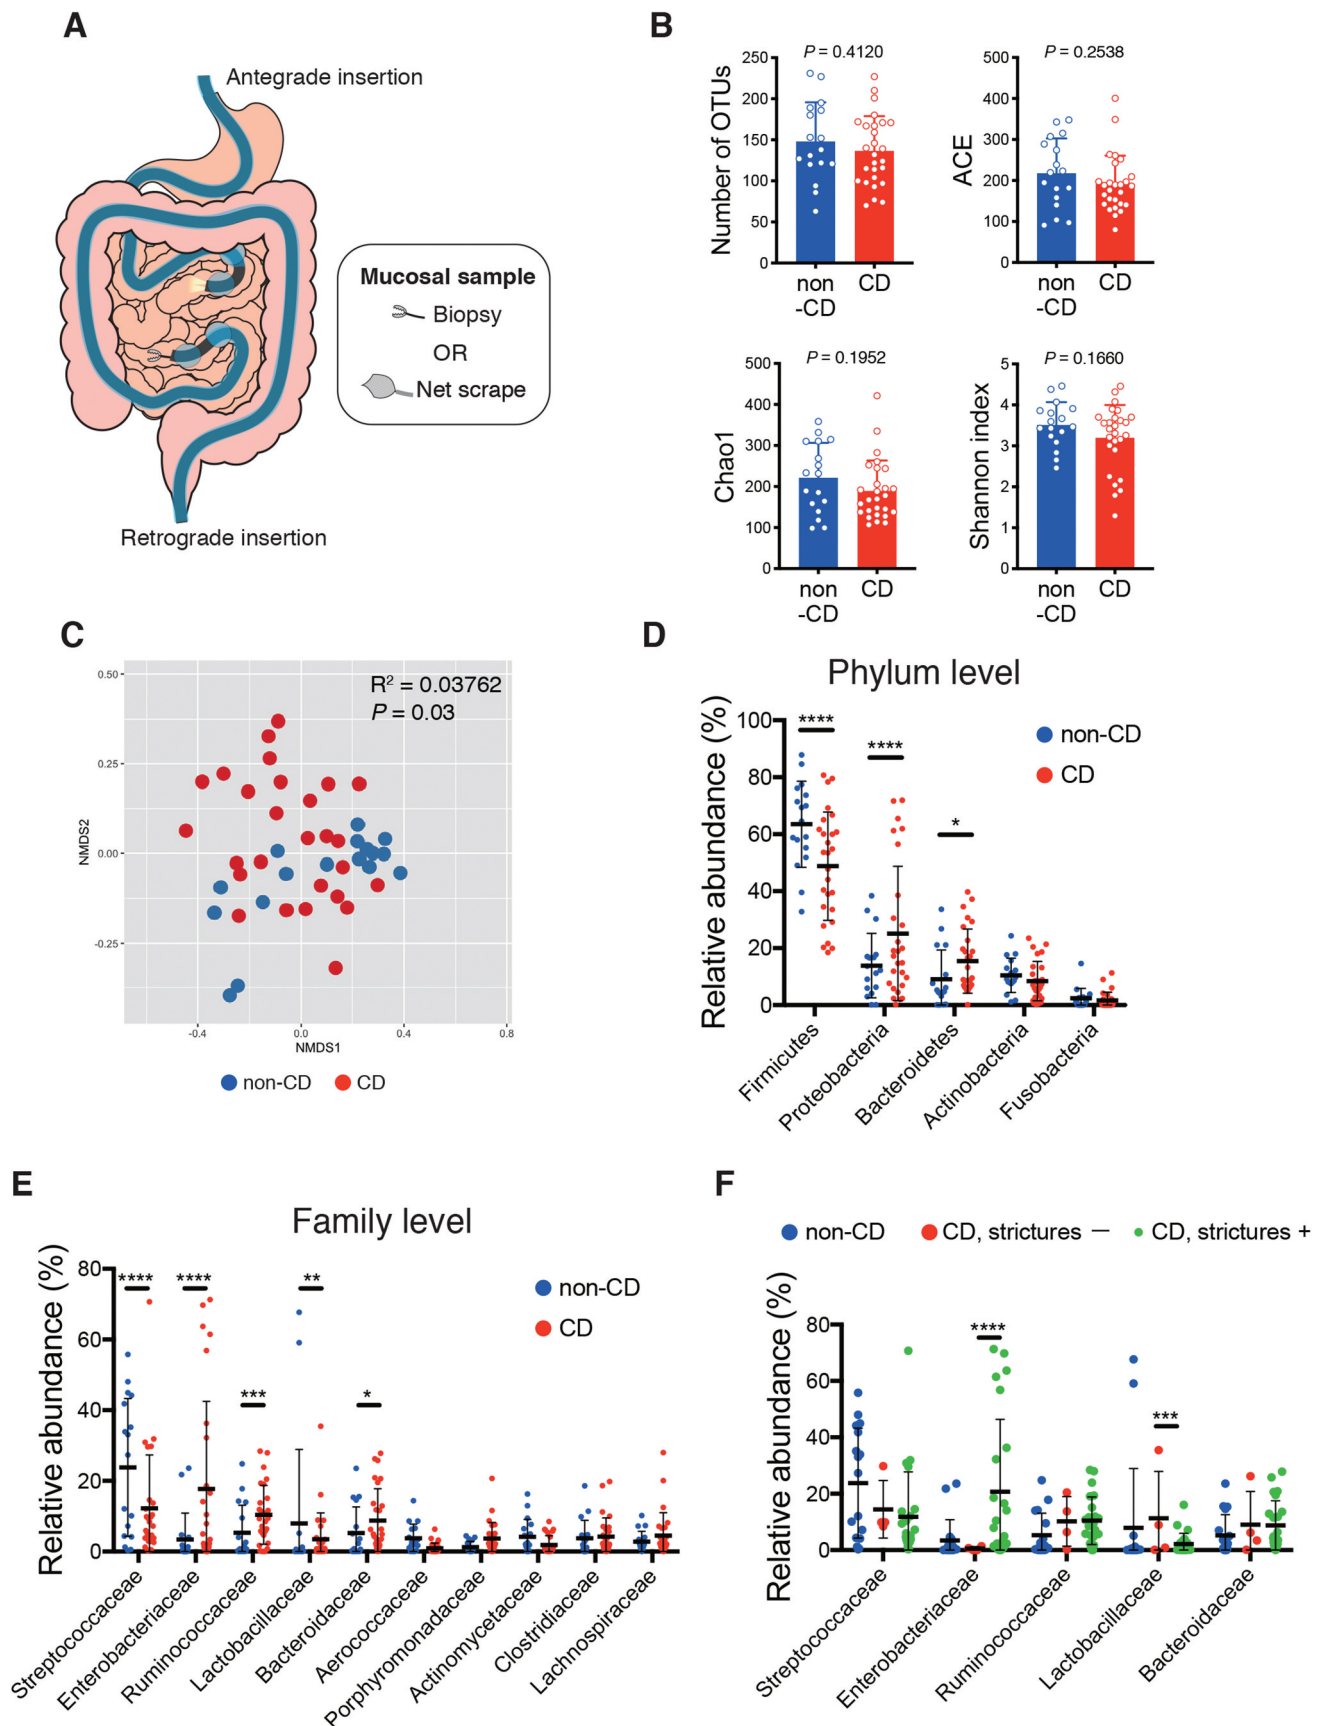 A
Antegrade insertion
Mucosal sample
Biopsy
OR
Net scrape
Retrograde insertion
B
P = 0.4120
Number of OTUs
250
200
150
100
50
0
non
-CD
CD
P = 0.2538
ACE
500
400
300
200
100
0
non
-CD
CD
P = 0.1952
Chao1
500
400
300
200
100
0
non
-CD
CD
P = 0.1660
Shannon index
5
4
3
2
1
0
non
-CD
CD
C
R² = 0.03762
P = 0.03
NMDS2
0.50
0.25
0.00
-0.25
-0.4
0.0
0.4
0.8
NMDS1
non-CD
CD
D
Phylum level
Relative abundance (%)
100
80
60
40
20
0
****
****
*
non-CD
CD
Firmicutes
Proteobacteria
Bacteroidetes
Actinobacteria
Fusobacteria
E
Family level
Relative abundance (%)
80
60
40
20
0
****
****
***
**
*
non-CD
CD
Streptococcaceae
Enterobacteriaceae
Ruminococcaceae
Lactobacillaceae
Bacteroidaceae
Aerococcaceae
Porphyromonadaceae
Actinomycetaceae
Clostridiaceae
Lachnospiraceae
F
non-CD
CD, strictures —
CD, strictures +
Relative abundance (%)
80
60
40
20
0
****
***
Streptococcaceae
Enterobacteriaceae
Ruminococcaceae
Lactobacillaceae
Bacteroidaceae